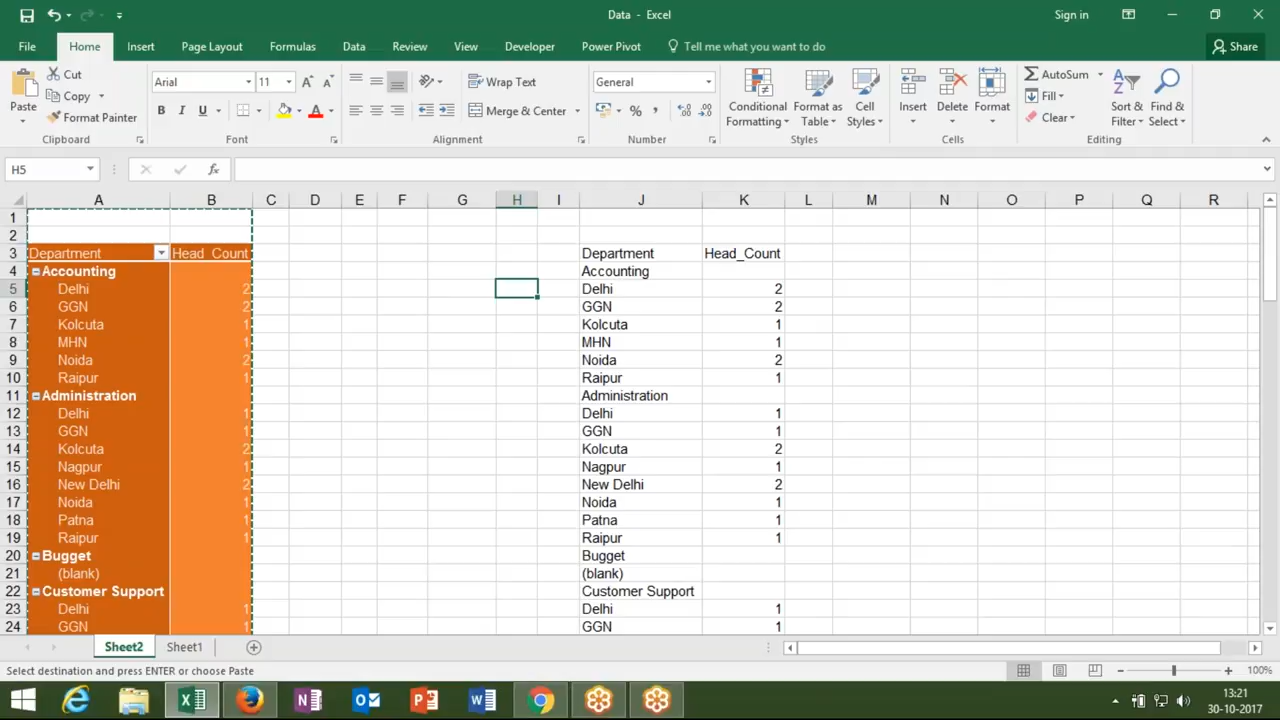 Data - Excel
Sign in
File Home Insert Page Layout Formulas Data Review View Developer Power Pivot Tell me what you want to do Share
Paste Cut Copy Format Painter
Clipboard
Arial 11 A A B I U A
Font
Wrap Text Merge & Center
Alignment
General %
Number
Conditional Formatting Format as Table Cell Styles
Styles
Insert Delete Format
Cells
AutoSum Fill Clear Sort & Filter Find & Select
Editing
H5 fx
A B C D E F G H I J K L M N O P Q R
1
2
3 Department Head_Count Department Head_Count
4 Accounting Accounting
5 Delhi 2 Delhi 2
6 GGN 2 GGN 2
7 Kolcuta 1 Kolcuta 1
8 MHN 1 MHN 1
9 Noida 2 Noida 2
10 Raipur 1 Raipur 1
11 Administration Administration
12 Delhi 1 Delhi 1
13 GGN 1 GGN 1
14 Kolcuta 2 Kolcuta 2
15 Nagpur 1 Nagpur 1
16 New Delhi 2 New Delhi 2
17 Noida 1 Noida 1
18 Patna 1 Patna 1
19 Raipur 1 Raipur 1
20 Bugget Bugget
21 (blank) (blank)
22 Customer Support Customer Support
23 Delhi 1 Delhi 1
24 GGN 1 GGN 1
Sheet2 Sheet1
Select destination and press ENTER or choose Paste 100%
13:21
30-10-2017